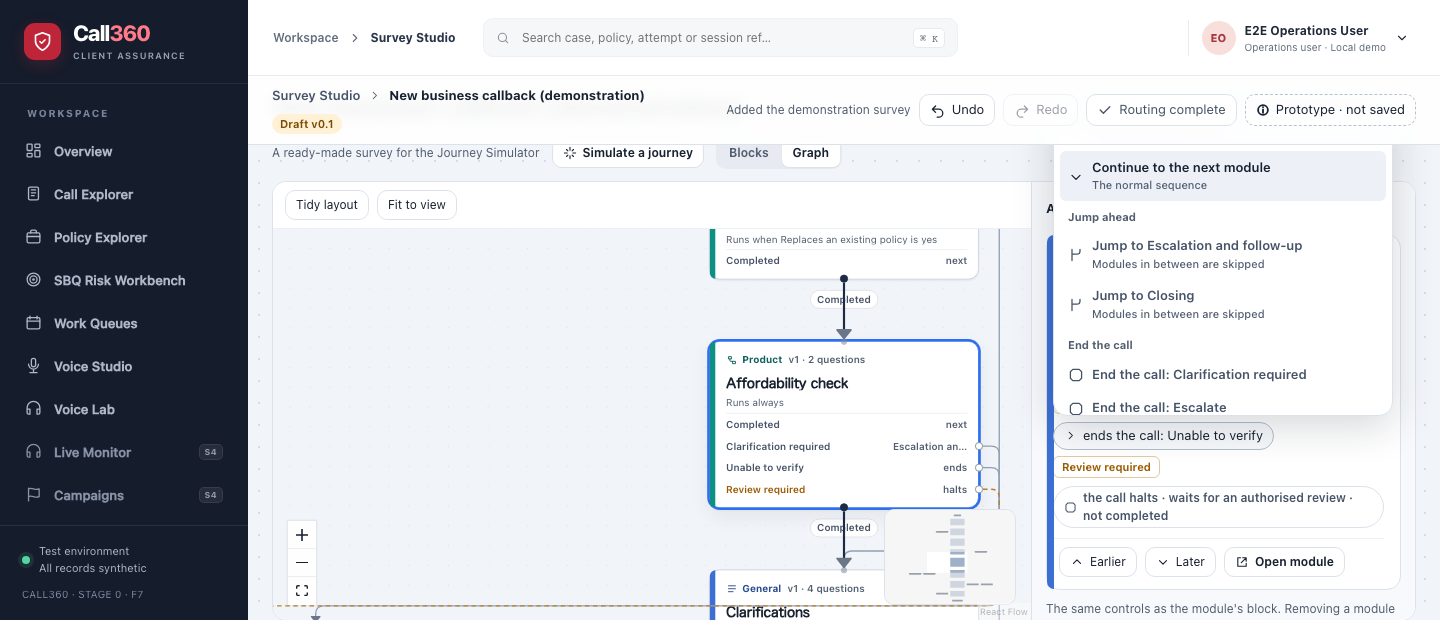 Call360
CLIENT ASSURANCE
WORKSPACE
Overview
Call Explorer
Policy Explorer
SBQ Risk Workbench
Work Queues
Voice Studio
Voice Lab
Live Monitor S4
Campaigns S4
Test environment
All records synthetic
CALL360 · STAGE 0 · F7
Workspace Survey Studio
Search case, policy, attempt or session ref... ⌘ K
EO
E2E Operations User
Operations user · Local demo
Survey Studio New business callback (demonstration)
Draft v0.1
Added the demonstration survey
Undo
Redo
Routing complete
Prototype · not saved
A ready-made survey for the Journey Simulator
Simulate a journey
Blocks
Graph
Tidy layout
Fit to view
Runs when Replaces an existing policy is yes
Completed next
Completed
Product v1 · 2 questions
Affordability check
Runs always
Completed next
Clarification required Escalation an...
Unable to verify ends
Review required halts
Completed
General v1 · 4 questions
Clarifications
React Flow
A
Continue to the next module
The normal sequence
Jump ahead
Jump to Escalation and follow-up
Modules in between are skipped
Jump to Closing
Modules in between are skipped
End the call
End the call: Clarification required
End the call: Escalate
ends the call: Unable to verify
Review required
the call halts · waits for an authorised review ·
not completed
Earlier
Later
Open module
The same controls as the module's block. Removing a module